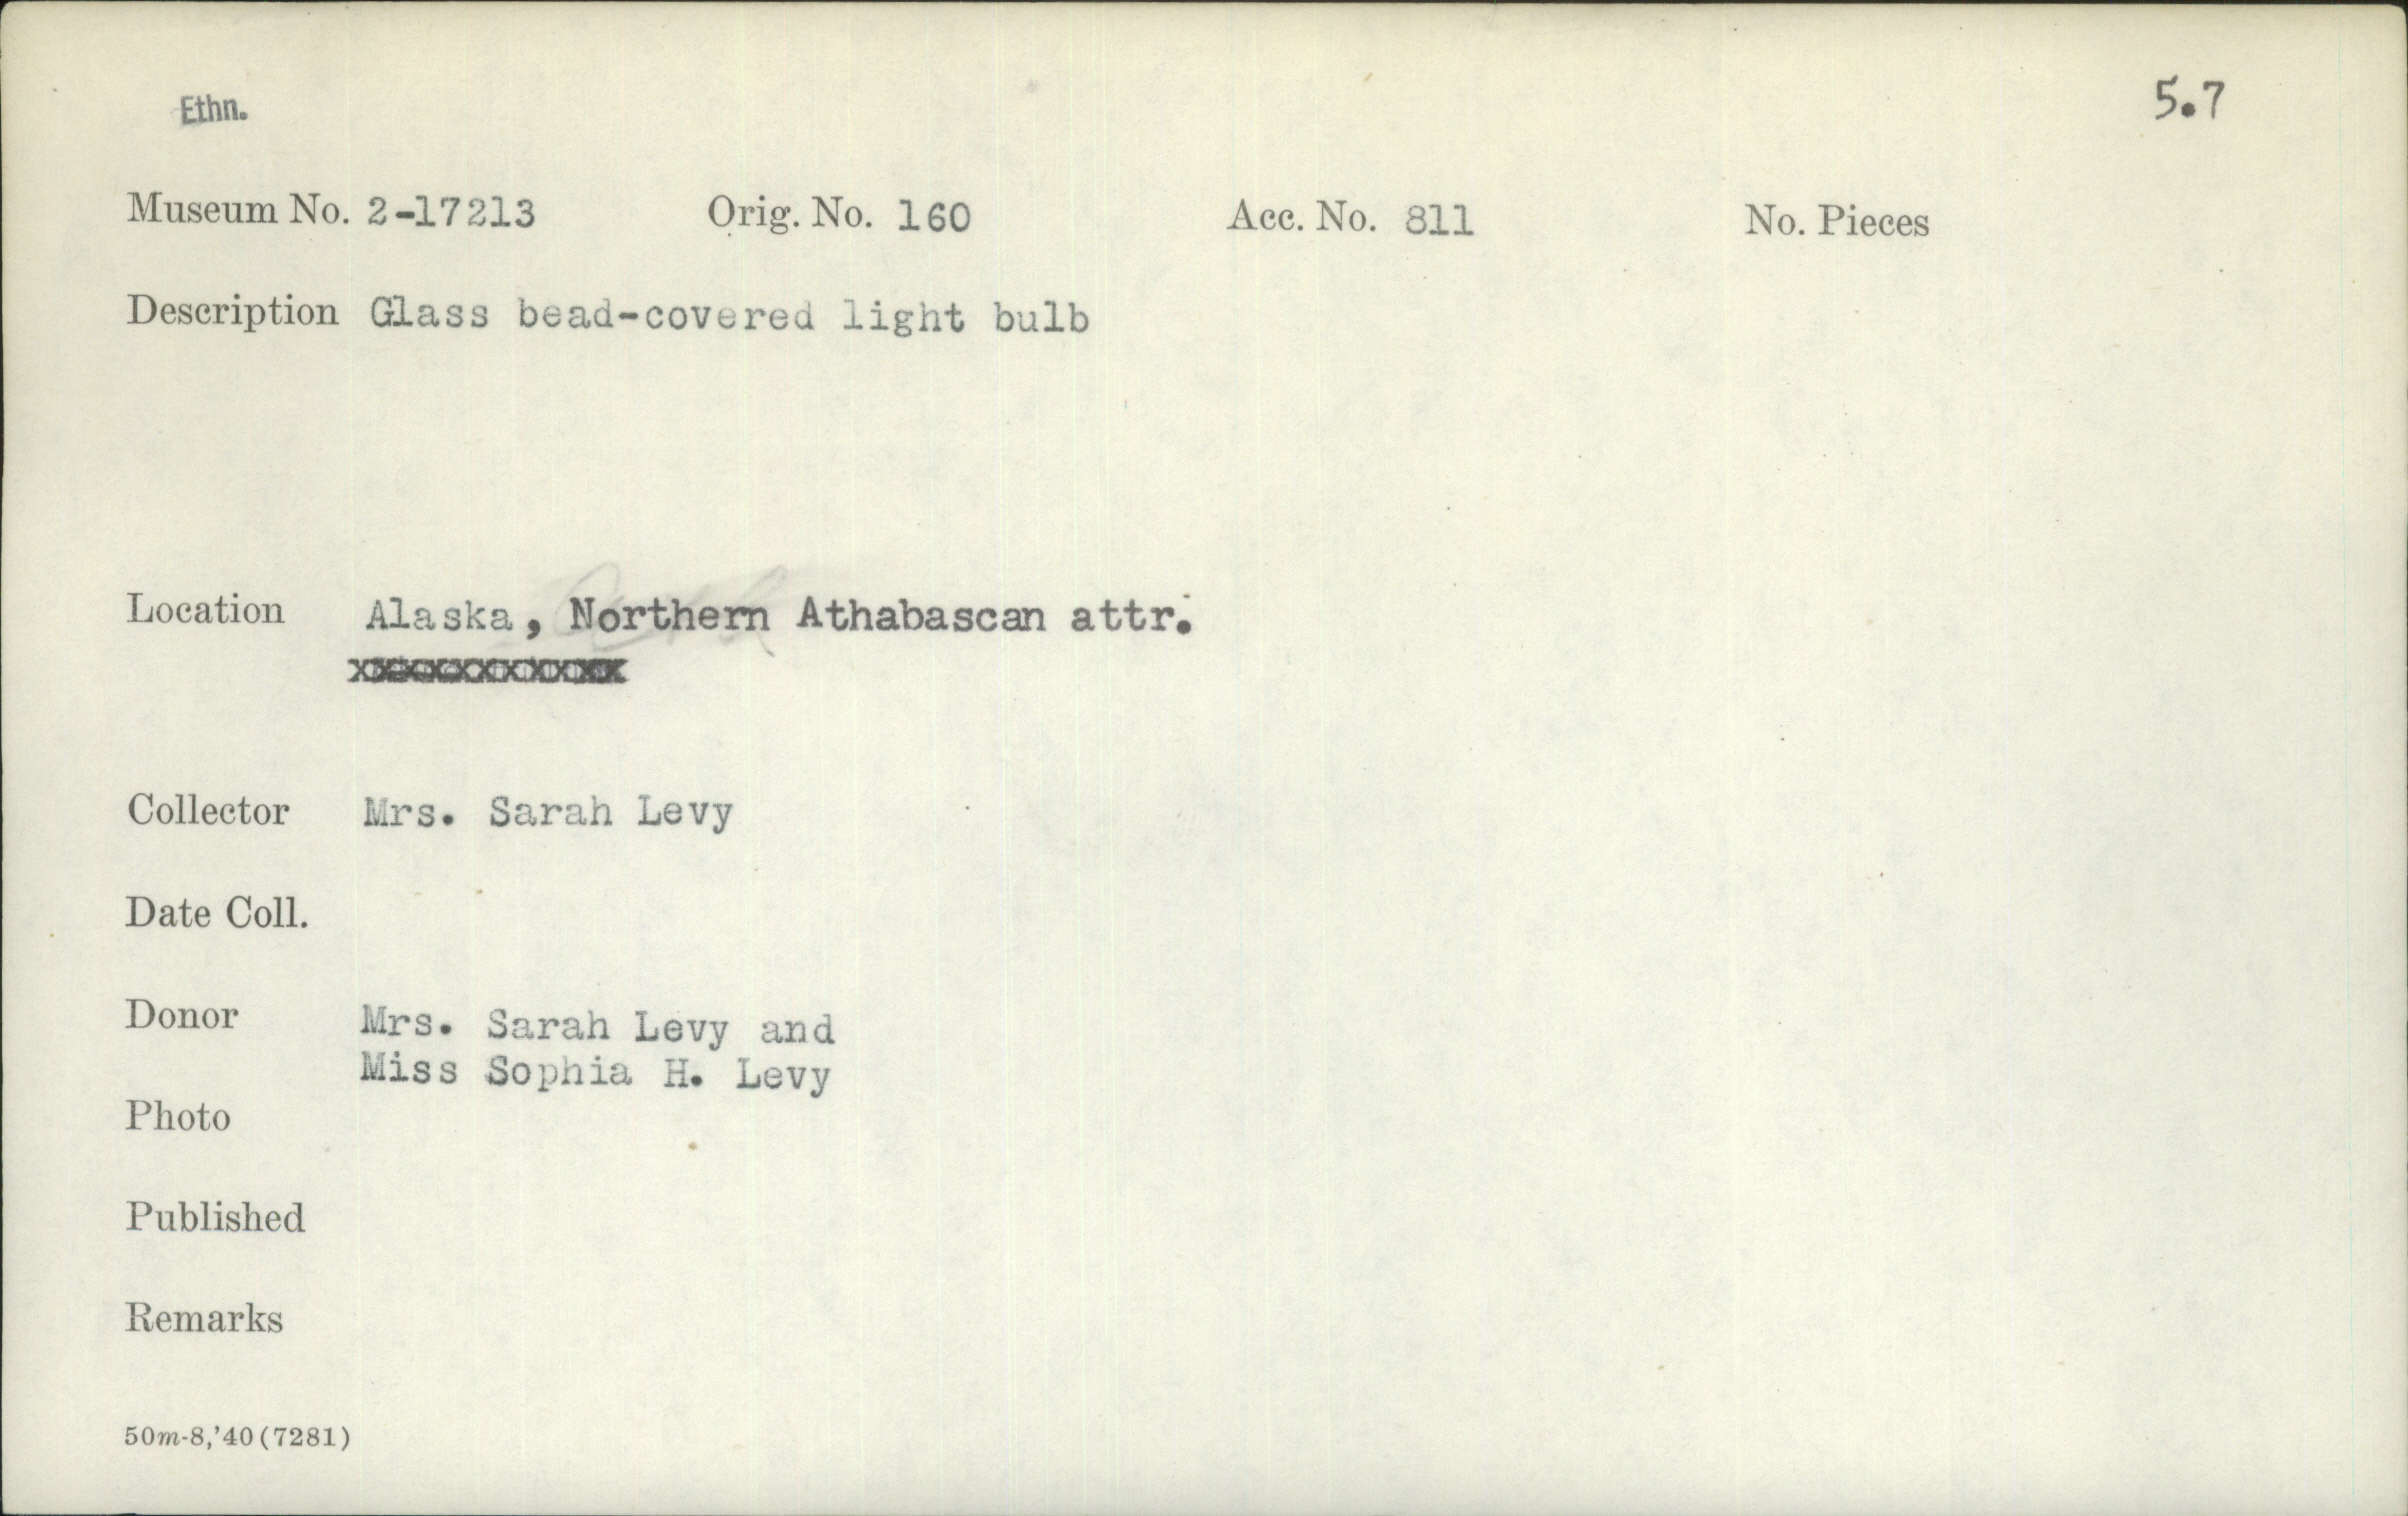 Ethn.
5.7
Museum No. 2-17213 Orig. No. 160 Acc. No. 811 No. Pieces
Description Glass bead-covered light bulb
Location Alaska, Northern Athabascan attr.
Collector Mrs. Sarah Levy
Date Coll.
Donor Mrs. Sarah Levy and
Miss Sophia H. Levy
Photo
Published
Remarks
50m-8,'40(7281)